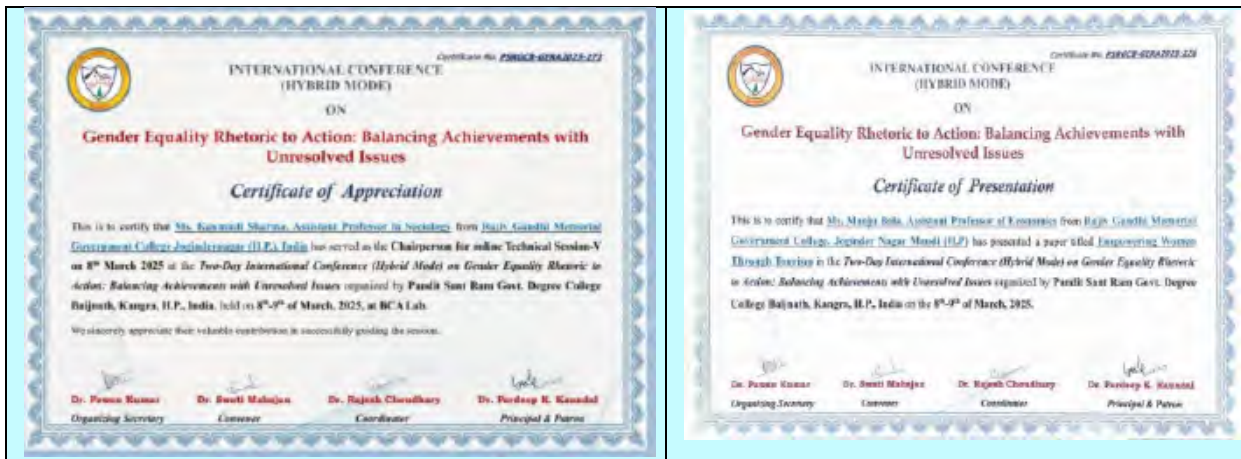 Certificate No. PSRGCB-GERA2025-272
INTERNATIONAL CONFERENCE
(HYBRID MODE)
ON
Gender Equality Rhetoric to Action: Balancing Achievements with
Unresolved Issues
Certificate of Appreciation
This is to certify that Ms. Sharma, Assistant Professor in Sociology from Rajiv Gandhi Memorial
Government College Jogindernagar (H.P.), India has served as the Chairperson for online Technical Session-V
on 8th March 2025 at the Two-Day International Conference (Hybrid Mode) on Gender Equality Rhetoric to
Action: Balancing Achievements with Unresolved Issues organized by Pandit Sant Ram Govt. Degree College
Baijnath, Kangra, H.P., India, held on 8th-9th of March, 2025, at BCA Lab.
We sincerely appreciate their valuable contribution in successfully guiding the session.
Dr. Pawan Kumar Dr. Swati Mahajan Dr. Rajesh Choudhary Dr. Pardeep K.
Organizing Secretary Convener Coordinator Principal & Patron
Certificate No.
INTERNATIONAL CONFERENCE
(HYBRID MODE)
ON
Gender Equality Rhetoric to Action: Balancing Achievements with
Unresolved Issues
Certificate of Presentation
This is to certify that Ms. Manju Bala, Assistant Professor of Economics from Rajiv Gandhi Memorial
Government College, Joginder Nagar Mandi (H.P) has presented a paper titled Empowering Women
Through Tourism in the Two-Day International Conference (Hybrid Mode) on Gender Equality Rhetoric
to Action: Balancing Achievements with Unresolved Issues organized by Pandit Sant Ram Govt. Degree
College Baijnath, Kangra, H.P., India on the 8th-9th of March, 2025.
Dr. Pawan Kumar Dr. Swati Mahajan Dr. Rajesh Choudhary Dr. Pardeep K.
Organizing Secretary Convener Coordinator Principal & Patron